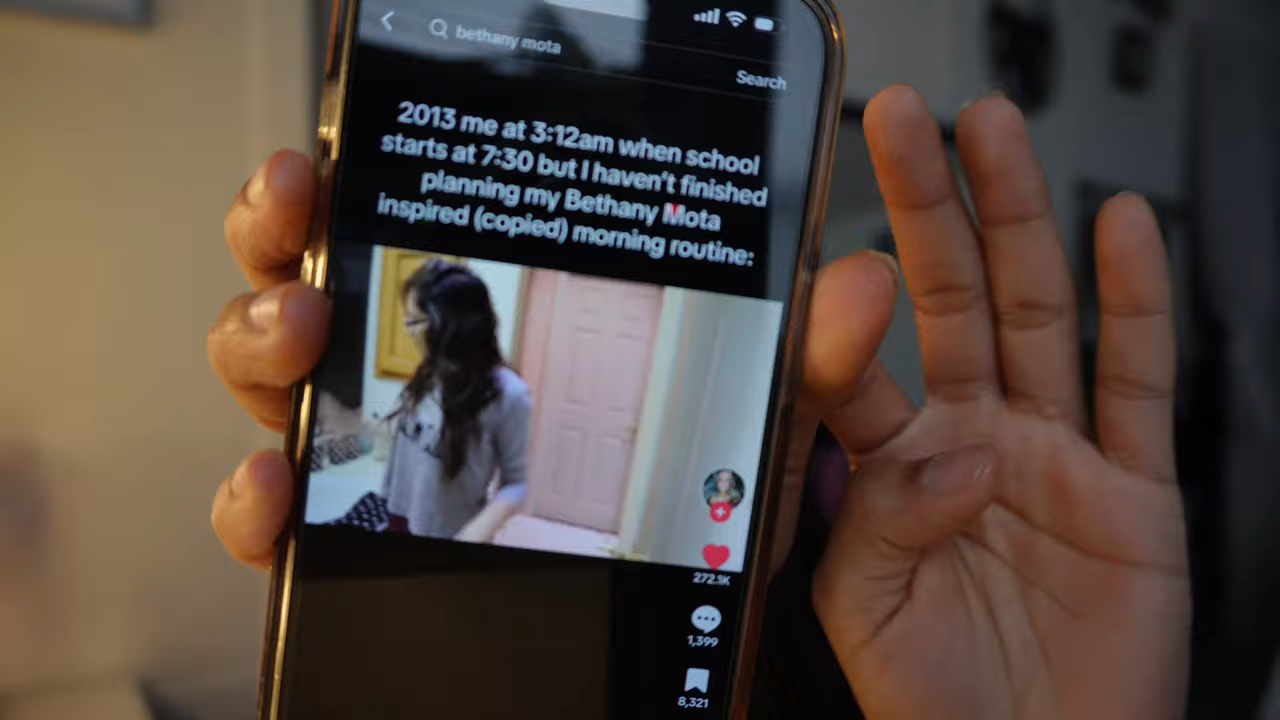 bethany mota
Search
2013 me at 3:12am when school
starts at 7:30 but I haven't finished
planning my Bethany Mota
inspired (copied) morning routine:
272.1K
1,399
8,321